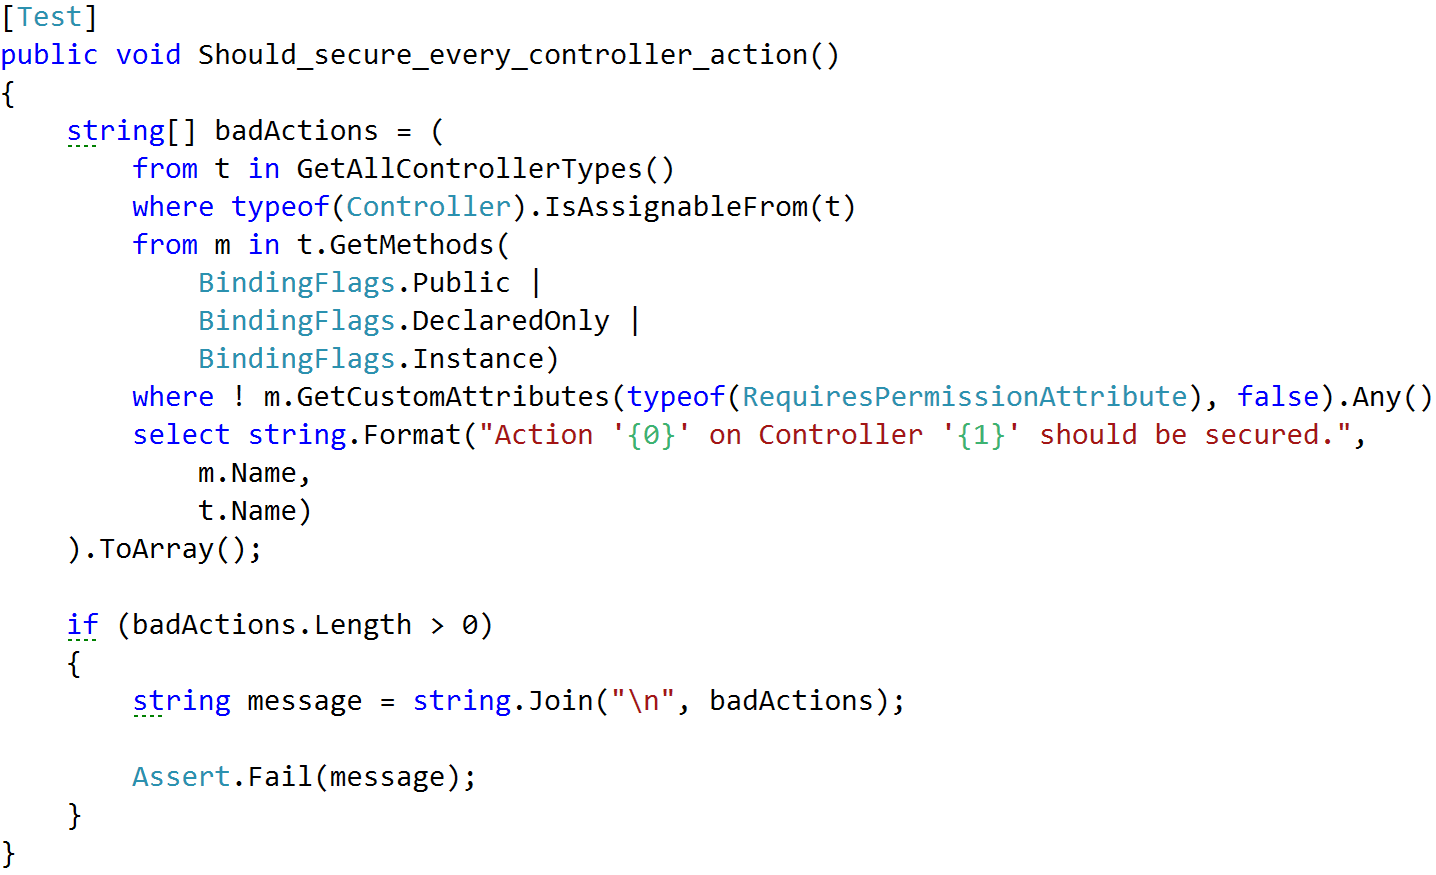 [Test]
public void Should_secure_every_controller_action()
{
    string[] badActions = (
        from t in GetAllControllerTypes()
        where typeof(Controller).IsAssignableFrom(t)
        from m in t.GetMethods(
            BindingFlags.Public |
            BindingFlags.DeclaredOnly |
            BindingFlags.Instance)
        where ! m.GetCustomAttributes(typeof(RequiresPermissionAttribute), false).Any()
        select string.Format("Action '{0}' on Controller '{1}' should be secured.",
            m.Name,
            t.Name)
    ).ToArray();

    if (badActions.Length > 0)
    {
        string message = string.Join("\n", badActions);

        Assert.Fail(message);
    }
}